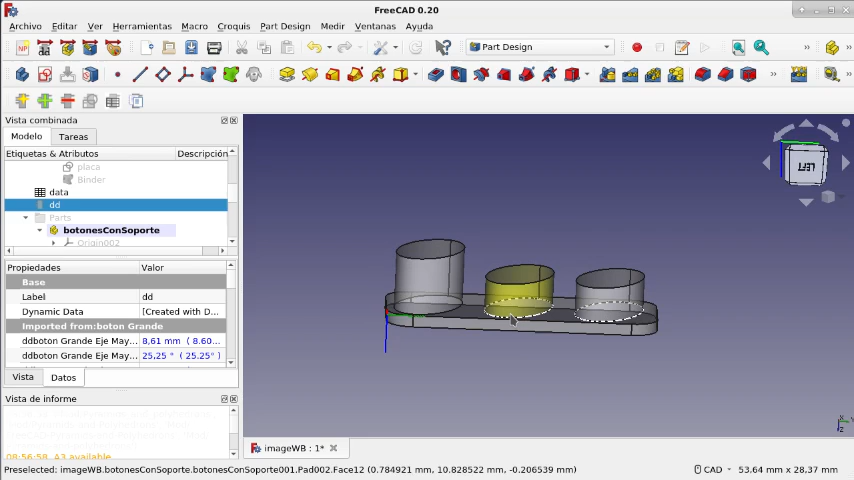 FreeCAD 0.20
Archivo Editar Ver Herramientas Macro Croquis Part Design Medir Ventanas Ayuda
Part Design
Vista combinada
Modelo Tareas
Etiquetas & Atributos Descripción
placa
Binder
data
dd
Parts
botonesConSoporte
Origin002
Propiedades Valor
Base
Label dd
Dynamic Data [Created with D...
Imported from:boton Grande
ddboton Grande Eje May... 8,61 mm ( 8.60...
ddboton Grande Eje May... 25,25 ° ( 25,25°)
Vista Datos
Vista de informe
08:56:58 A3 available
LEFT
imageWB : 1*
Preselected: imageWB.botonesConSoporte.botonesConSoporte001.Pad002.Face12 (0.784921 mm, 10.828522 mm, -0.206539 mm)
CAD 53.64 mm x 28,37 mm